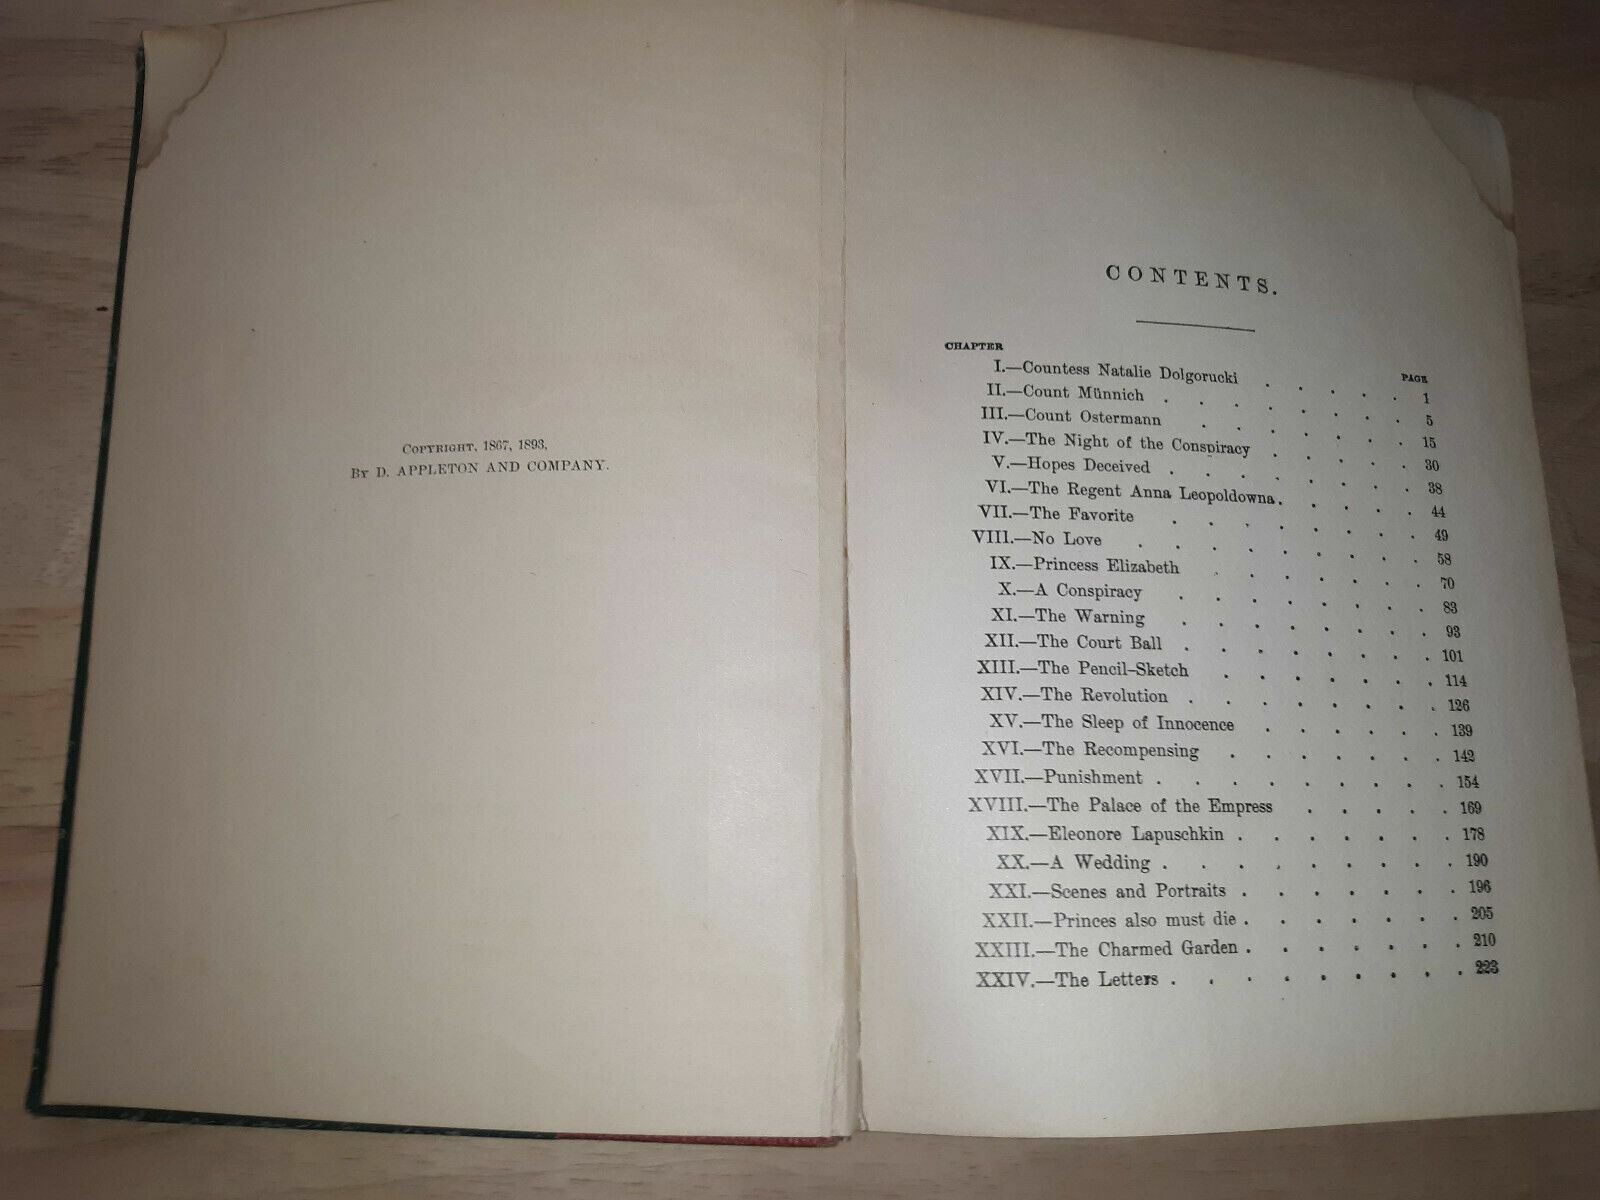 COPYRIGHT, 1867, 1893,
BY D. APPLETON AND COMPANY.
CONTENTS.
CHAPTER PAGE
I.—Countess Natalie Dolgorucki . . . . . 1
II.—Count Münnich . . . . . . . 5
III.—Count Ostermann . . . . . . 15
IV.—The Night of the Conspiracy . . . . 30
V.—Hopes Deceived . . . . . . . 38
VI.—The Regent Anna Leopoldowna . . . . . 44
VII.—The Favorite . . . . . . . 49
VIII.—No Love . . . . . . . . 58
IX.—Princess Elizabeth . . . . . . 70
X.—A Conspiracy . . . . . . . 83
XI.—The Warning . . . . . . . 93
XII.—The Court Ball . . . . . . . 101
XIII.—The Pencil-Sketch . . . . . . 114
XIV.—The Revolution . . . . . . . 126
XV.—The Sleep of Innocence . . . . . 139
XVI.—The Recompensing . . . . . . 142
XVII.—Punishment . . . . . . . . 154
XVIII.—The Palace of the Empress . . . . 169
XIX.—Eleonore Lapuschkin . . . . . . 178
XX.—A Wedding . . . . . . . . 190
XXI.—Scenes and Portraits . . . . . . 196
XXII.—Princes also must die . . . . . . 205
XXIII.—The Charmed Garden . . . . . . 210
XXIV.—The Letters . . . . . . . . 223